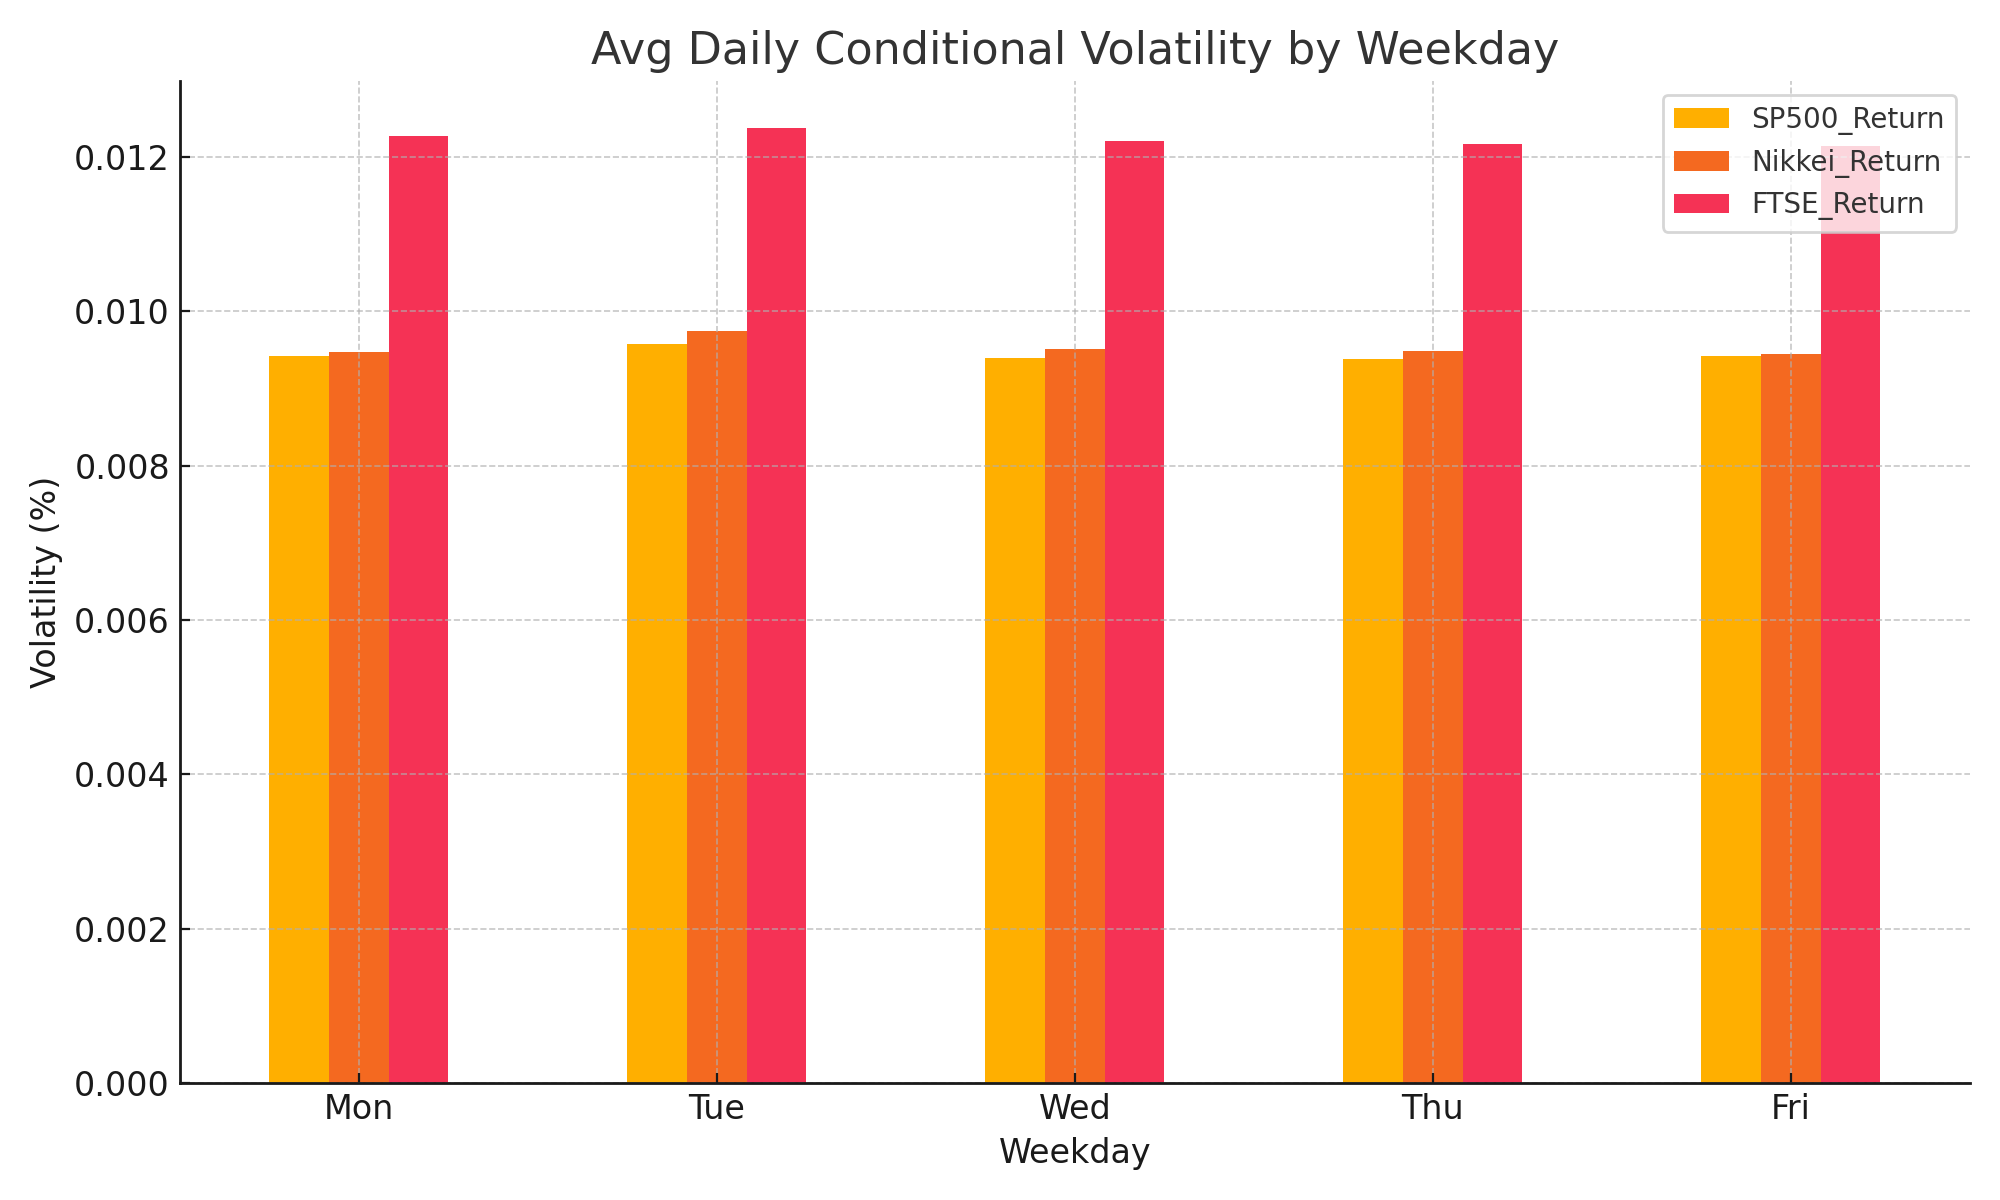 Avg Daily Conditional Volatility by Weekday
SP500_Return
Nikkei_Return
FTSE_Return
0.012
0.010
0.008
0.006
0.004
0.002
0.000
Volatility (%)
Mon Tue Wed Thu Fri
Weekday